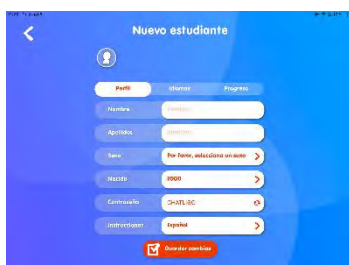 Nuevo estudiante
Perfil Idiomas Progreso
Nombre
Apellidos
Sexo Por favor, selecciona un sexo
Nacido
Contraseña
Instrucciones Español
Guardar cambios